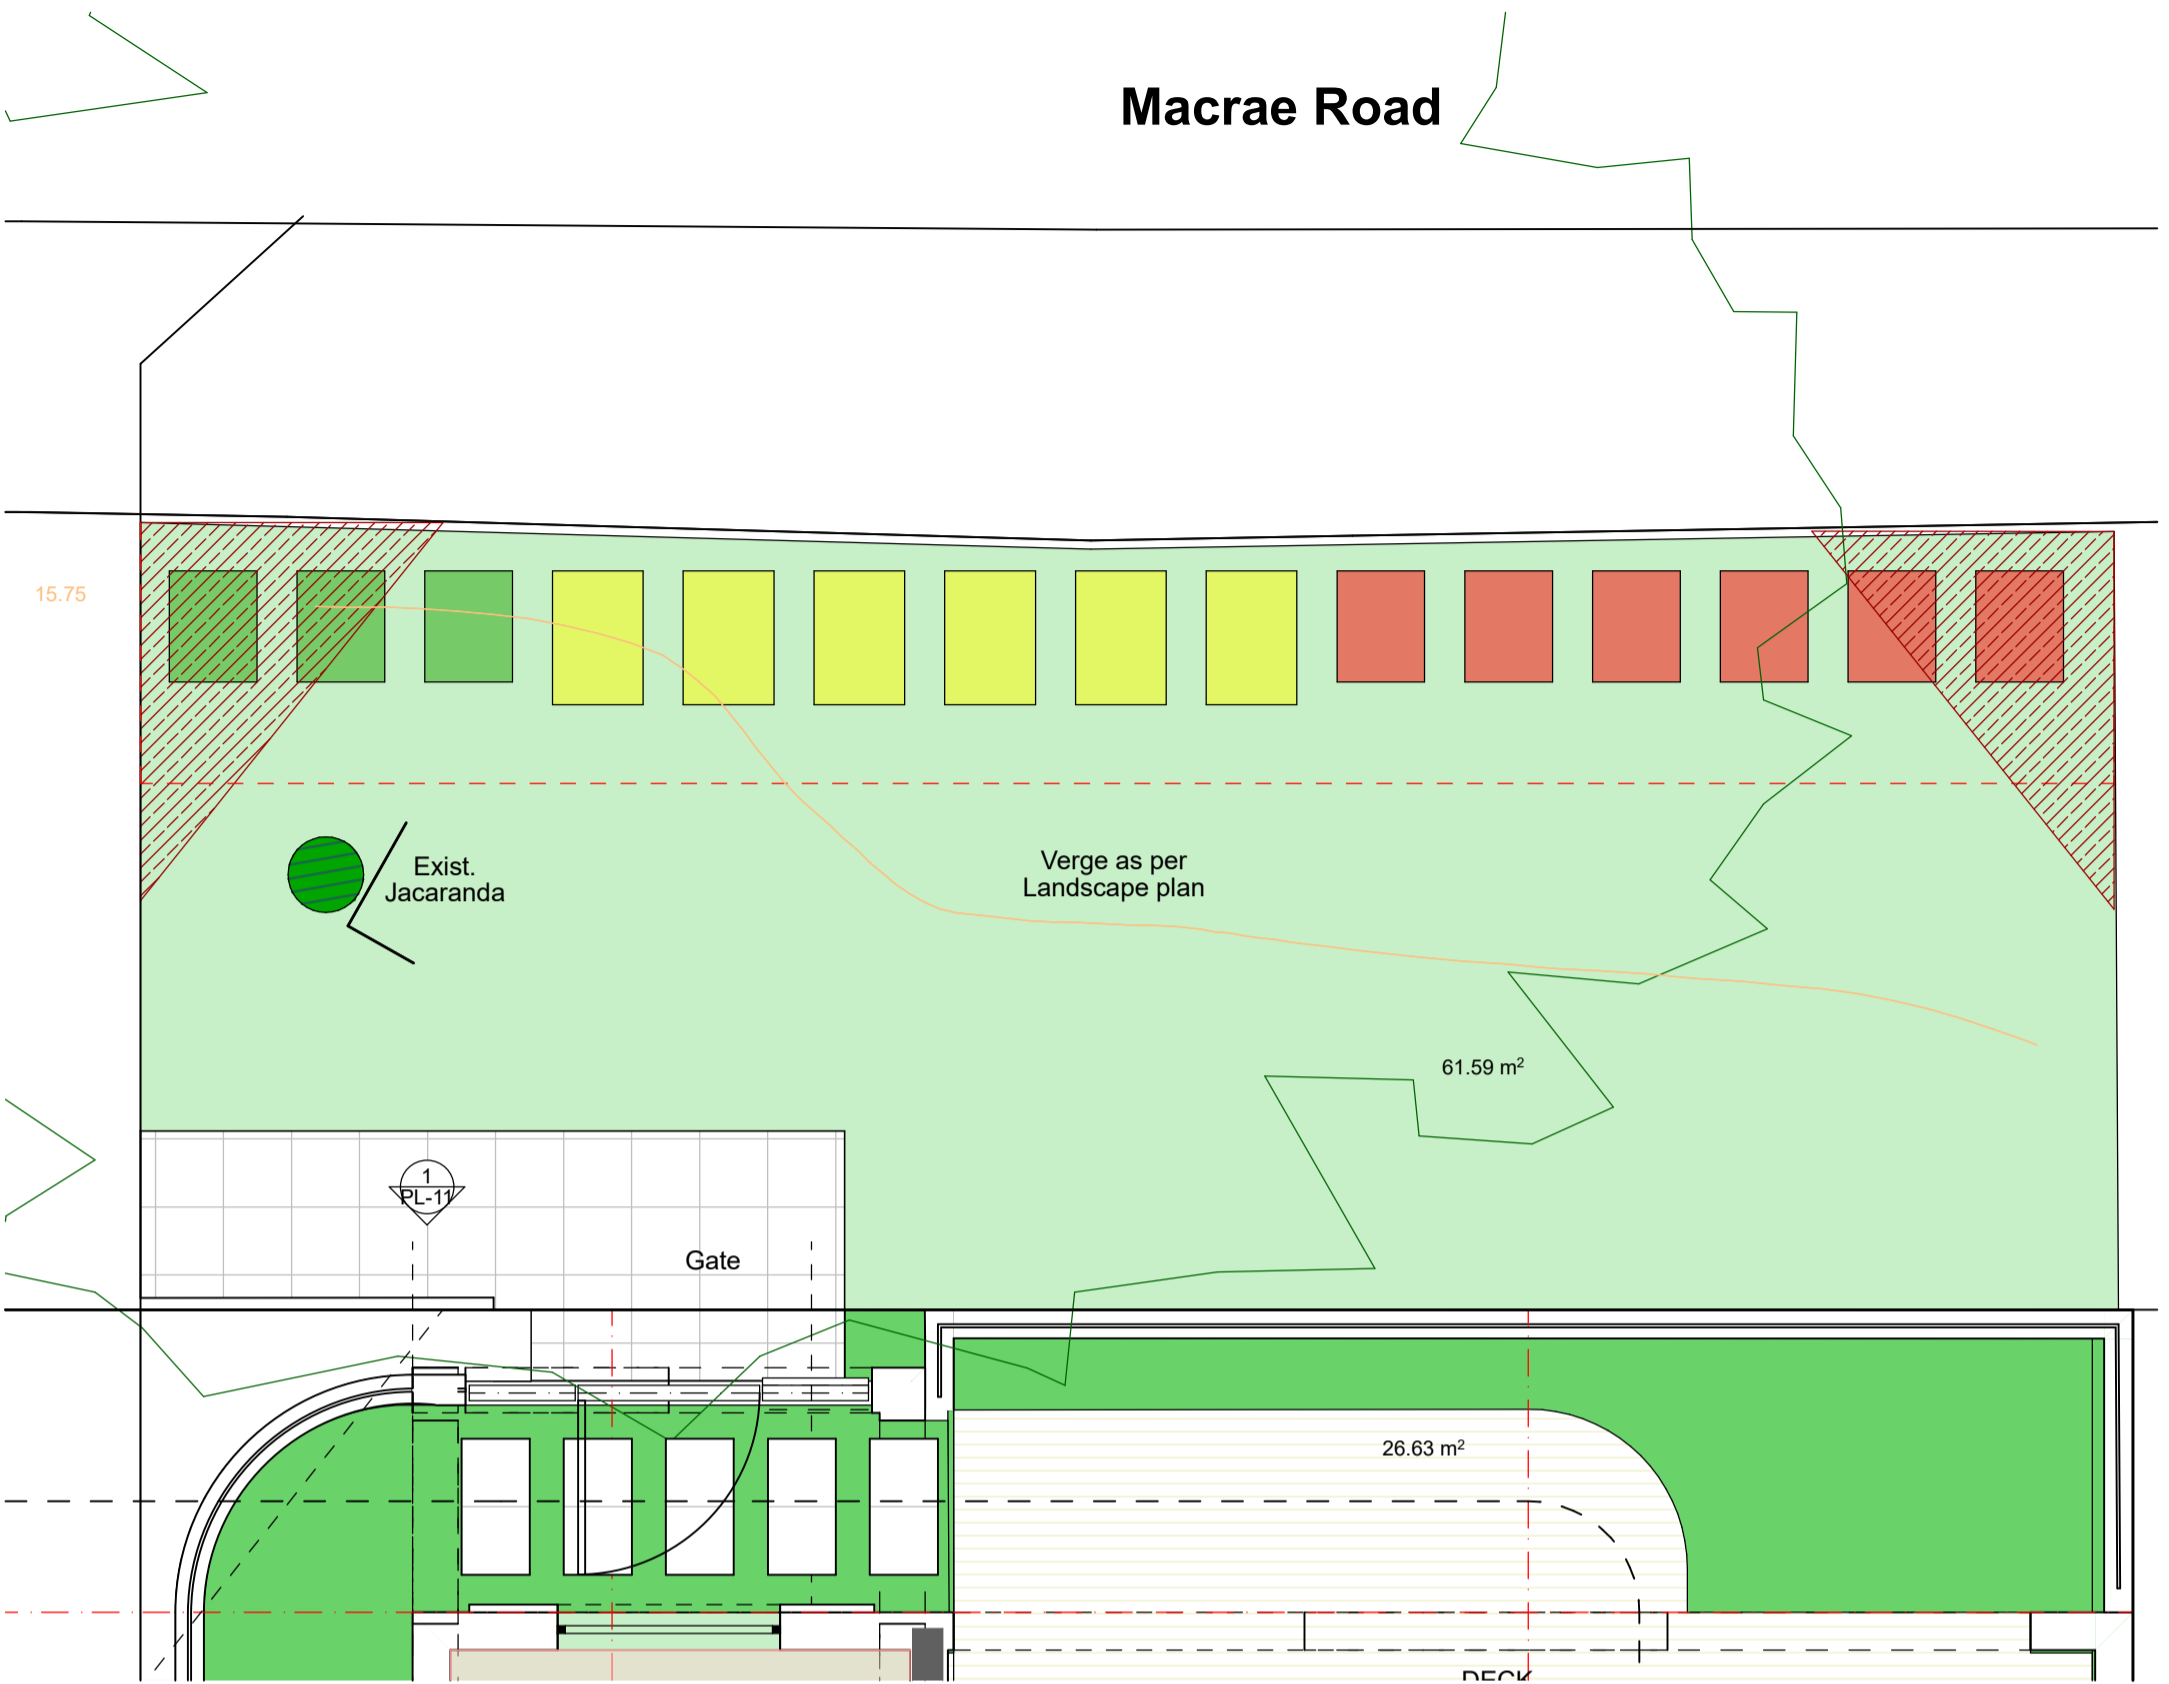 Macrae Road
15.75
Exist.
Jacaranda
Verge as per
Landscape plan
61.59 m²
1
PL-11
Gate
26.63 m²
DECK